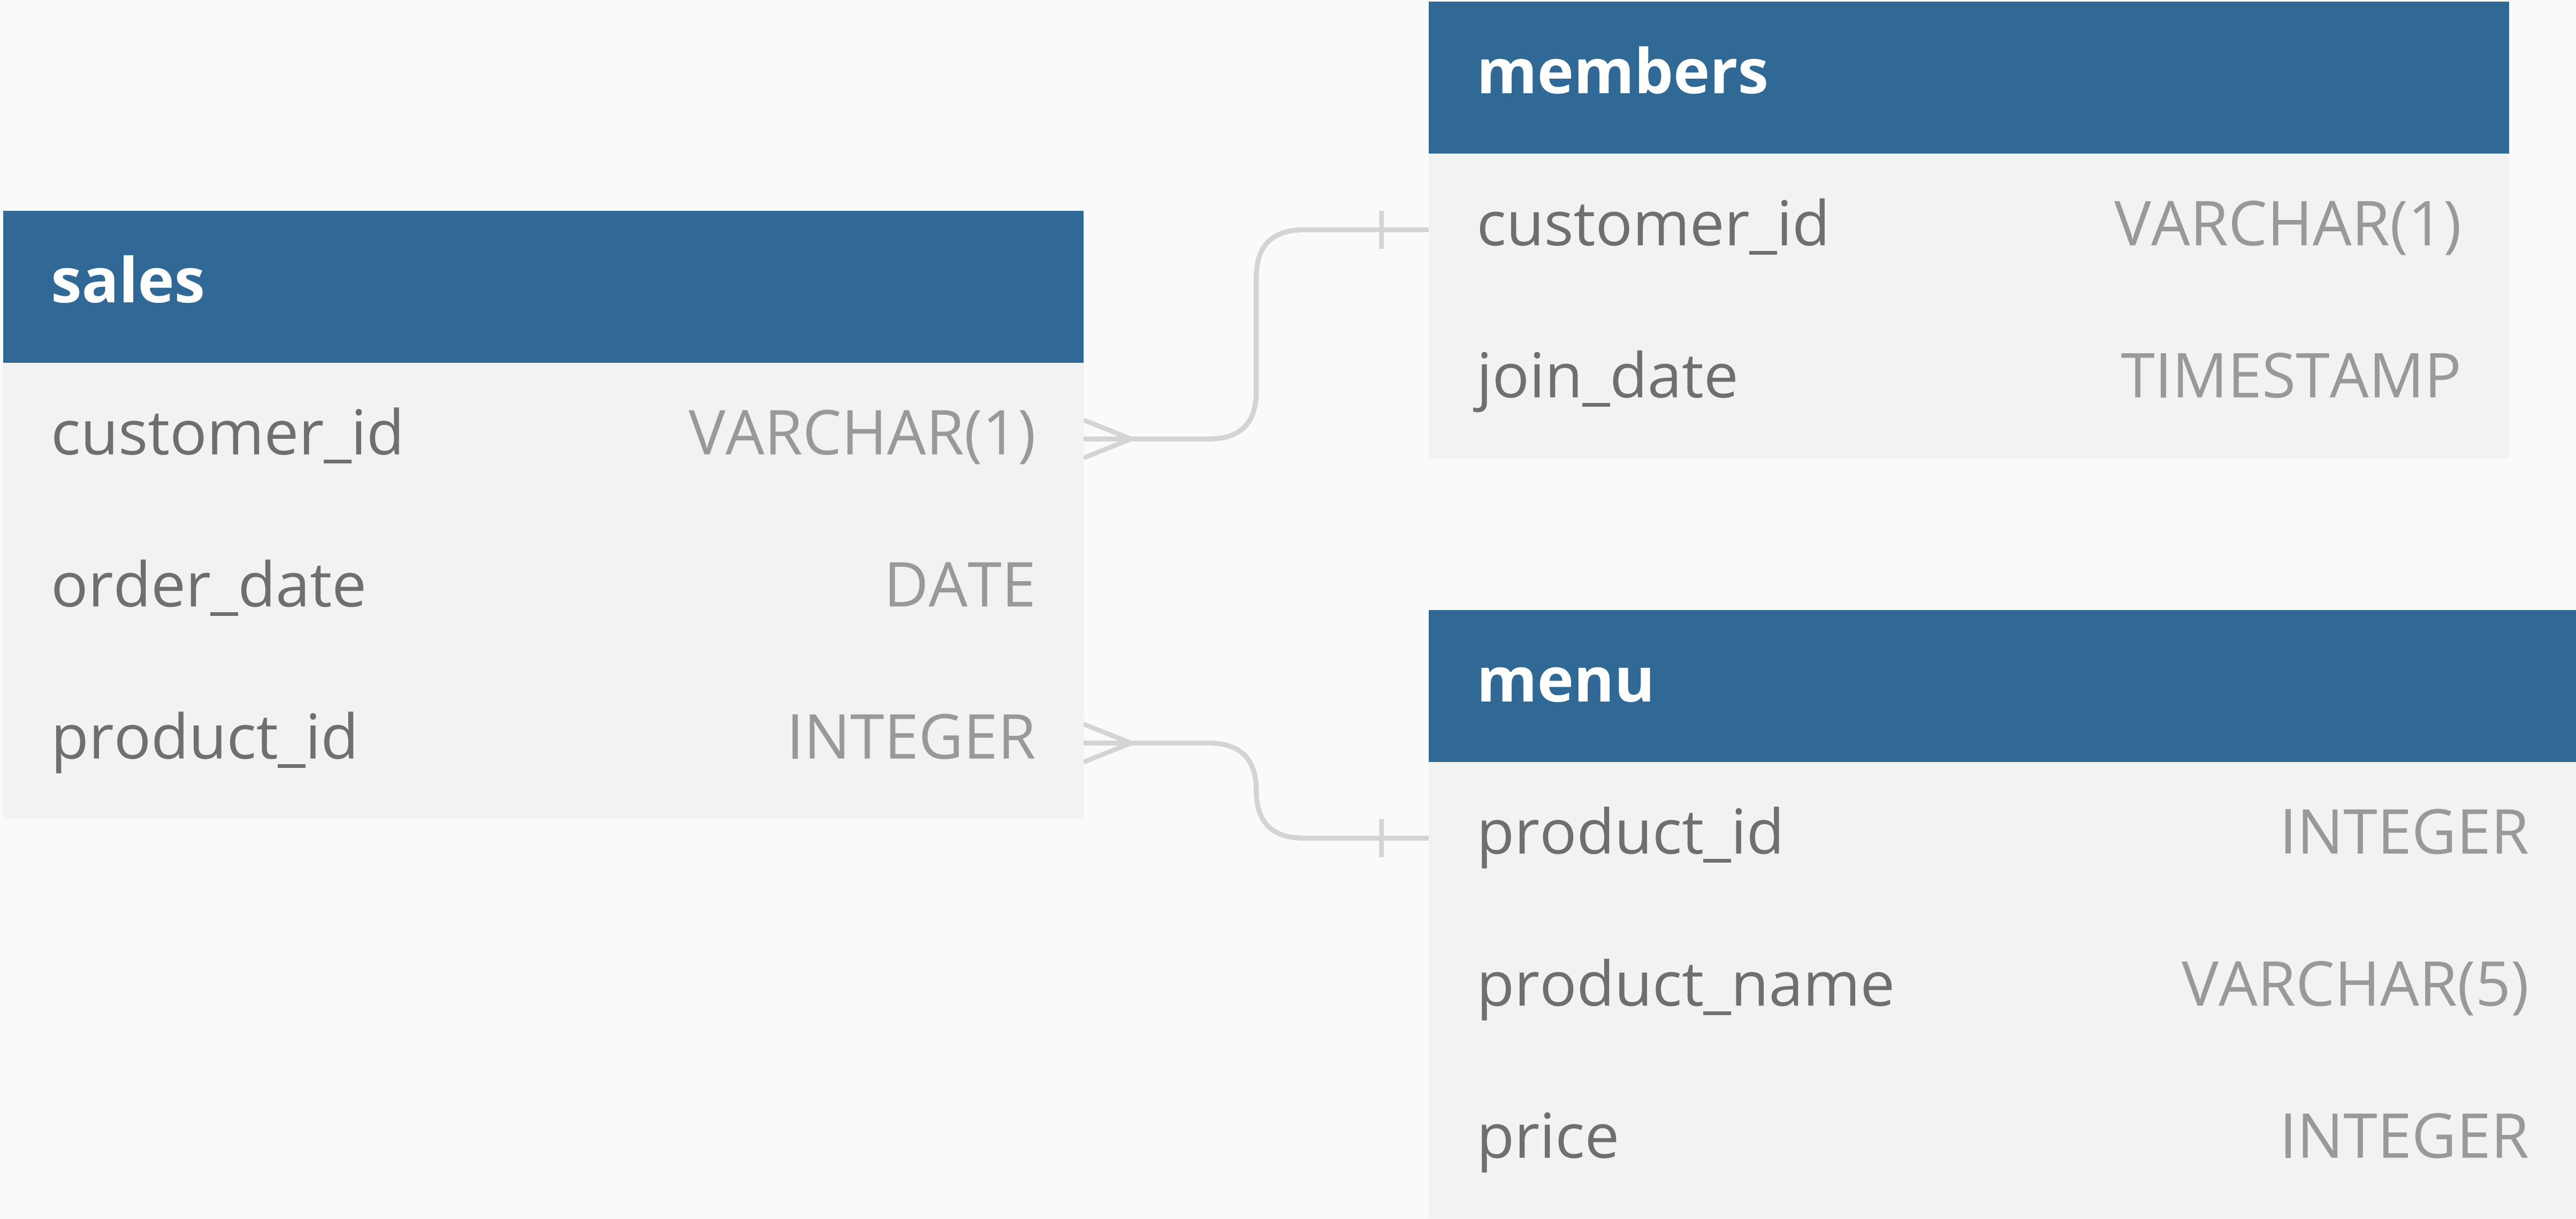 sales
customer_id VARCHAR(1)
order_date DATE
product_id INTEGER
members
customer_id VARCHAR(1)
join_date TIMESTAMP
menu
product_id INTEGER
product_name VARCHAR(5)
price INTEGER